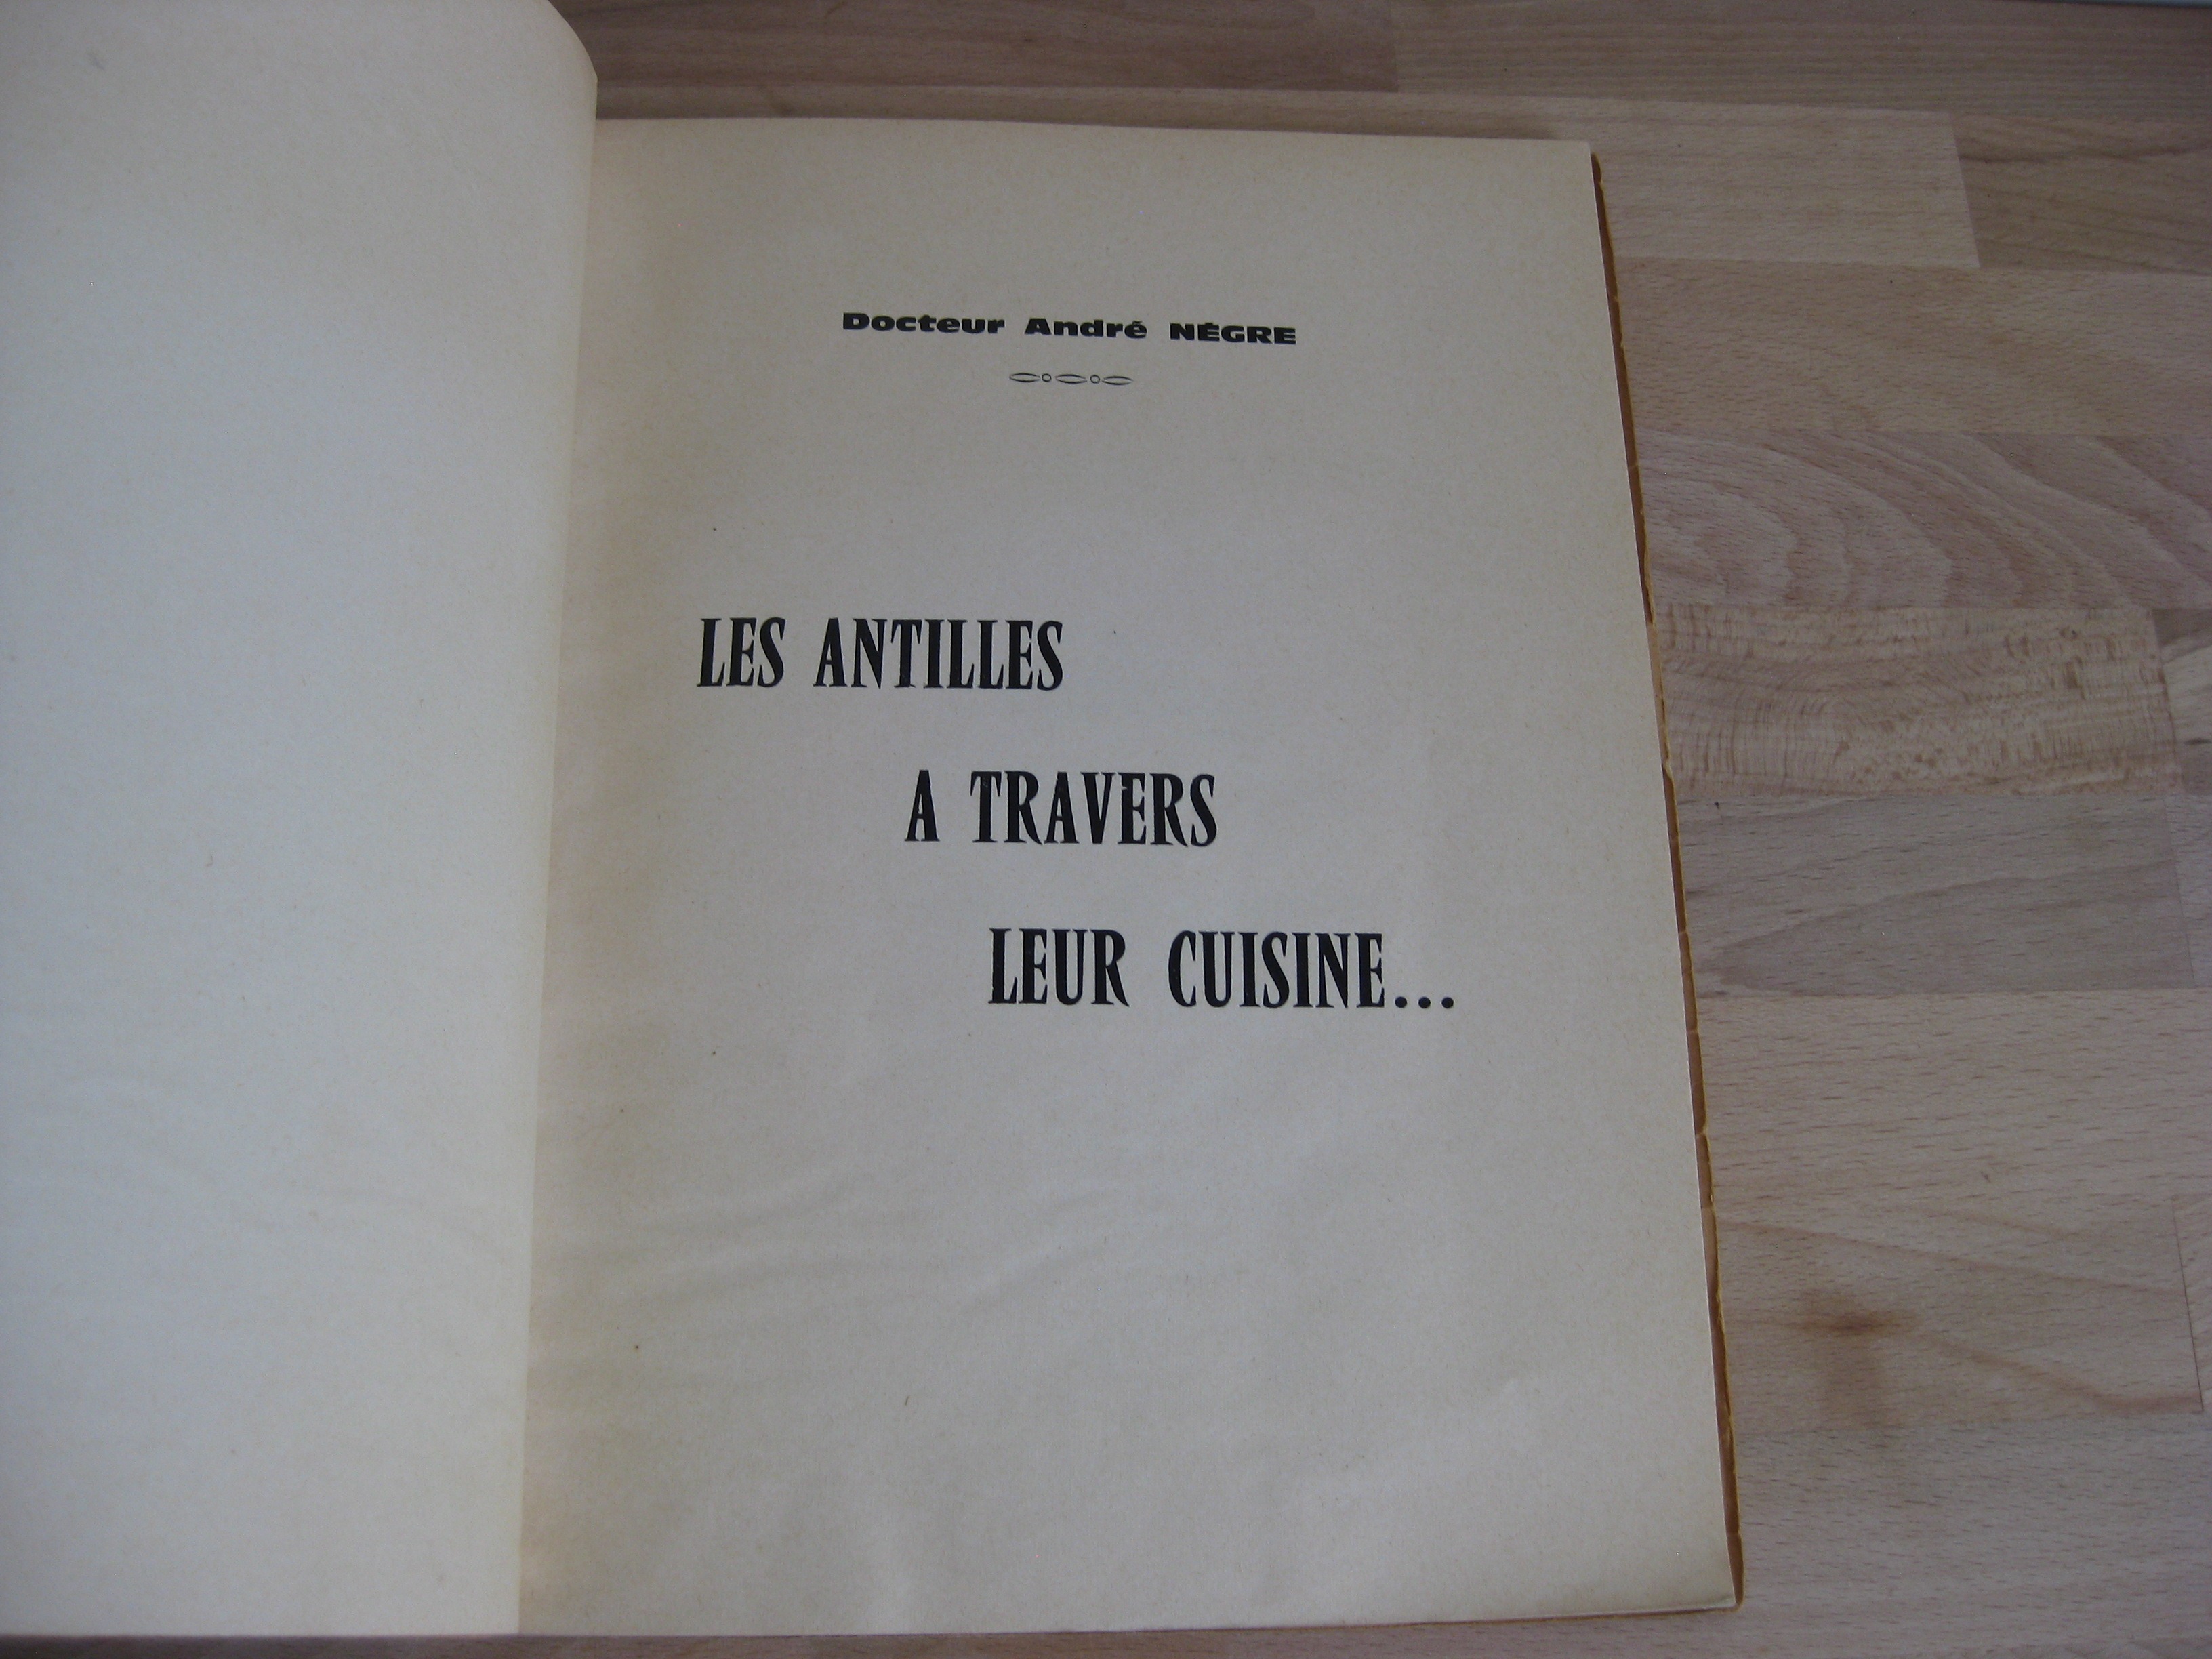 Docteur André NÉGRE
LES ANTILLES
A TRAVERS
LEUR CUISINE...